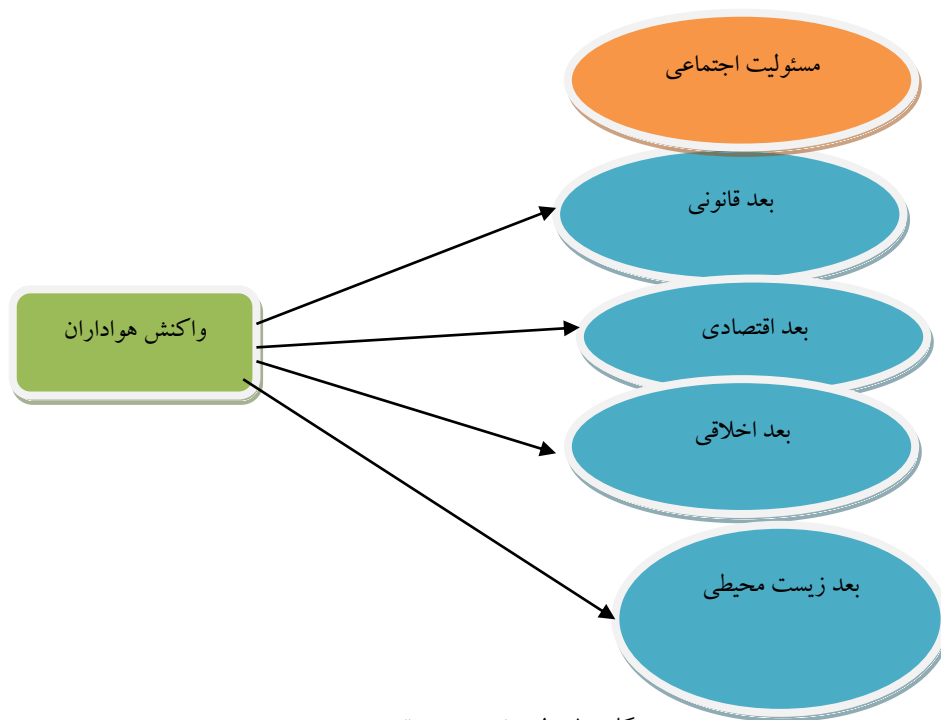 مسئولیت اجتماعی
بعد قانونی
واکنش هواداران
بعد اقتصادی
بعد اخلاقی
بعد زیست محیطی